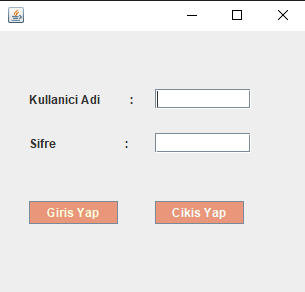 Kullanici Adi :
Sifre :
Giris Yap Cikis Yap